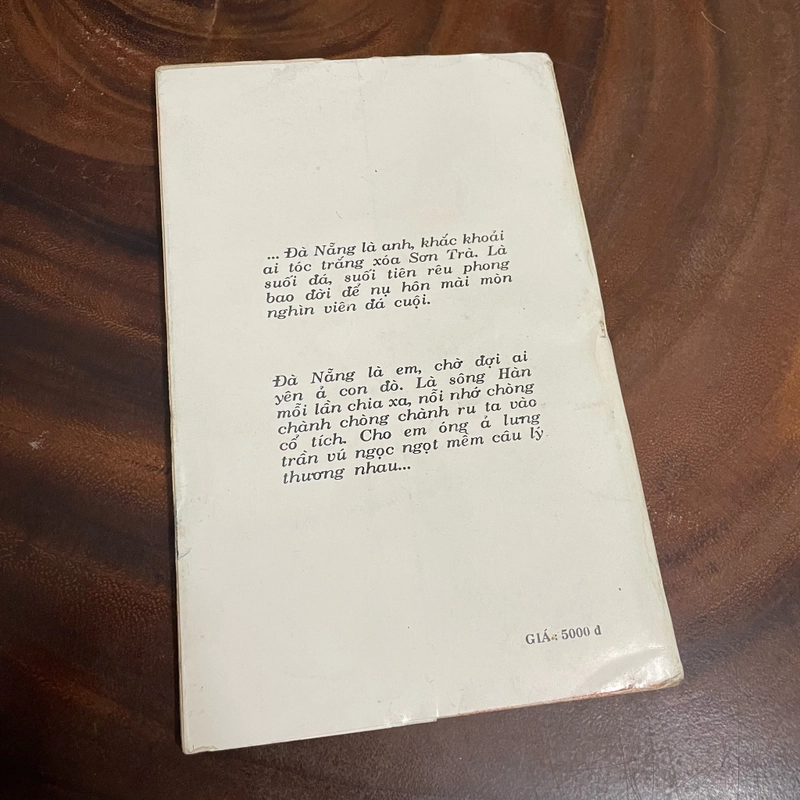 ... Đà Nẵng là anh, khắc khoải
ai tóc trắng xóa Sơn Trà. Là
suối đá, suối tiên rêu phong
bao đời để nụ hôn mài mòn
nghìn viên đá cuội.
Đà Nẵng là em, chờ đợi ai
yên ả con đò. Là sông Hàn
mỗi lần chia xa, nỗi nhớ chòng
chành chòng chành ru ta vào
cổ tích. Cho em óng ả lưng
trần vú ngọc ngọt mềm câu lý
thương nhau...
GIÁ: 5000 đ